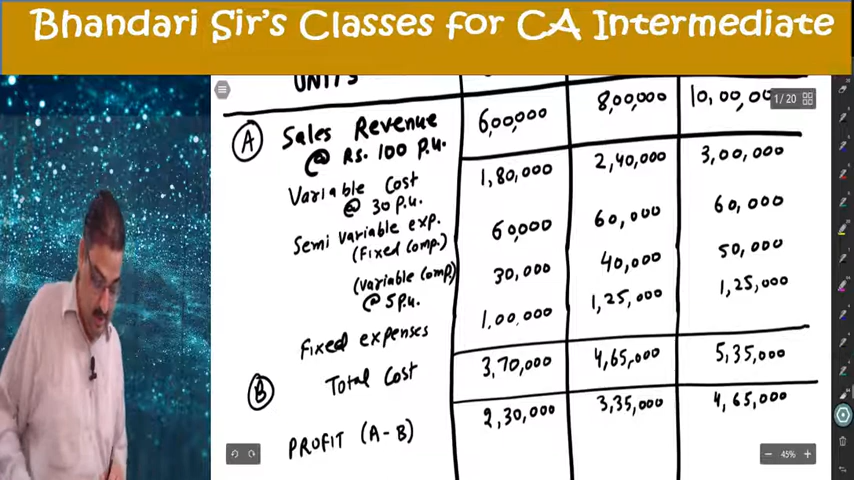 Bhandari Sir's Classes for CA Intermediate
UNITS
1/20
(A) Sales Revenue @ Rs. 100 P.u. 6,00,000 8,00,000 10,00,00
Variable Cost @ 30 P.u. 1,80,000 2,40,000 3,00,000
Semi variable exp. (Fixed Comp.) 60,000 60,000 60,000
(Variable Comp) @ 5 P.u. 30,000 40,000 50,000
Fixed expenses 1,00,000 1,25,000 1,25,000
(B) Total Cost 3,70,000 4,65,000 5,35,000
PROFIT (A-B) 2,30,000 3,35,000 4,65,000
45%